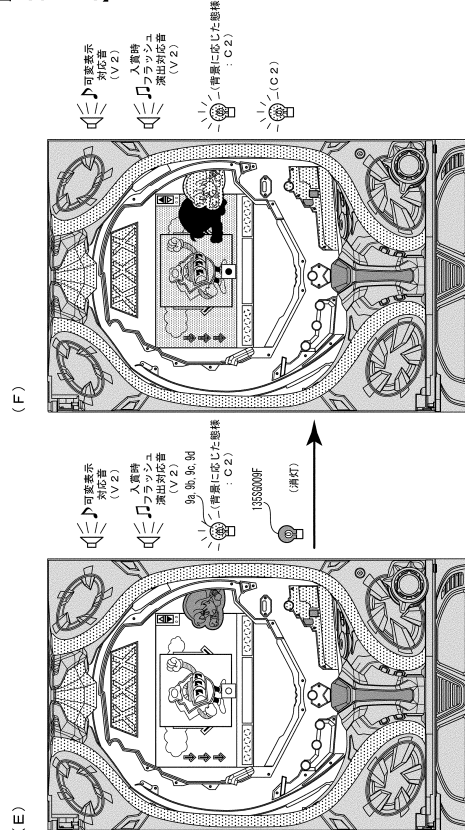 (E)
♪可変表示
対応音
(V2)
♫入賞時
フラッシュ
演出対応音
(V2)
9a, 9b, 9c, 9d
(背景に応じた態様
:C2)
135SG009F
(消灯)
(F)
♪可変表示
対応音
(V2)
♫入賞時
フラッシュ
演出対応音
(V2)
(背景に応じた態様
:C2)
(C2)